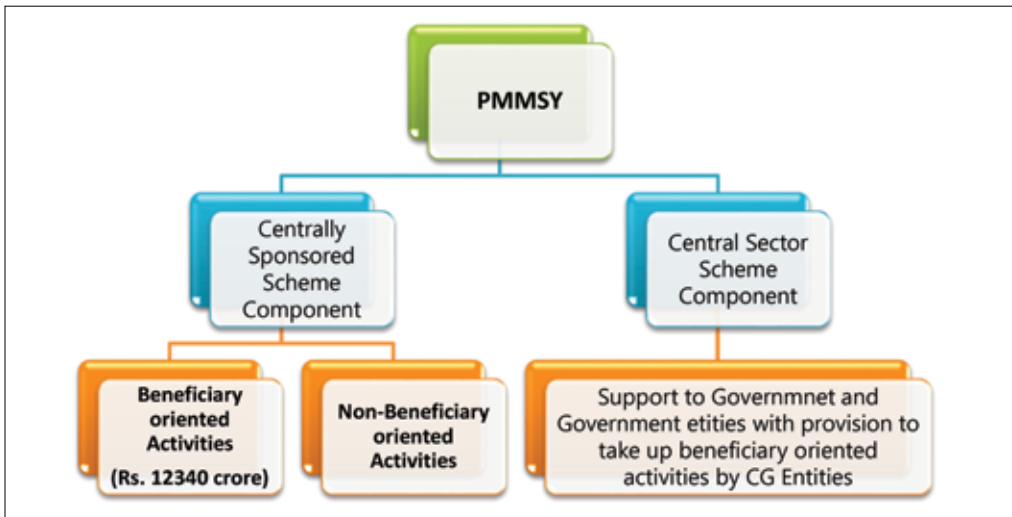 PMMSY
Centrally
Sponsored
Scheme
Component
Central Sector
Scheme
Component
Beneficiary
oriented
Activities
(Rs. 12340 crore)
Non-Beneficiary
oriented
Activities
Support to Governmnet and
Government etities with provision to
take up beneficiary oriented
activities by CG Entities